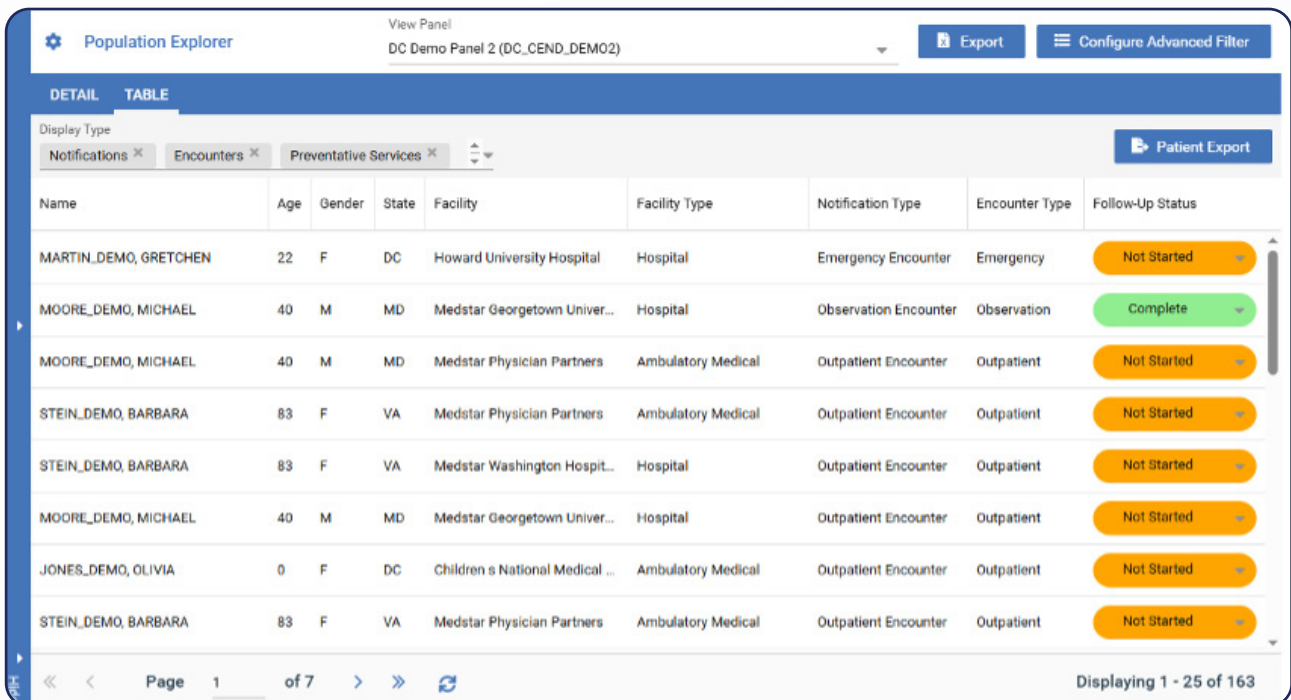 View Panel
Population Explorer
DC Demo Panel 2 (DC_CEND_DEMO2)
Export
Configure Advanced Filter
DETAIL TABLE
Display Type
Notifications × Encounters × Preventative Services ×
Patient Export
Name Age Gender State Facility Facility Type Notification Type Encounter Type Follow-Up Status
MARTIN_DEMO, GRETCHEN 22 F DC Howard University Hospital Hospital Emergency Encounter Emergency Not Started
MOORE_DEMO, MICHAEL 40 M MD Medstar Georgetown Univer... Hospital Observation Encounter Observation Complete
MOORE_DEMO, MICHAEL 40 M MD Medstar Physician Partners Ambulatory Medical Outpatient Encounter Outpatient Not Started
STEIN_DEMO, BARBARA 83 F VA Medstar Physician Partners Ambulatory Medical Outpatient Encounter Outpatient Not Started
STEIN_DEMO, BARBARA 83 F VA Medstar Washington Hospit... Hospital Outpatient Encounter Outpatient Not Started
MOORE_DEMO, MICHAEL 40 M MD Medstar Georgetown Univer... Hospital Outpatient Encounter Outpatient Not Started
JONES_DEMO, OLIVIA 0 F DC Children s National Medical ... Ambulatory Medical Outpatient Encounter Outpatient Not Started
STEIN_DEMO, BARBARA 83 F VA Medstar Physician Partners Ambulatory Medical Outpatient Encounter Outpatient Not Started
Page 1 of 7
Displaying 1 - 25 of 163